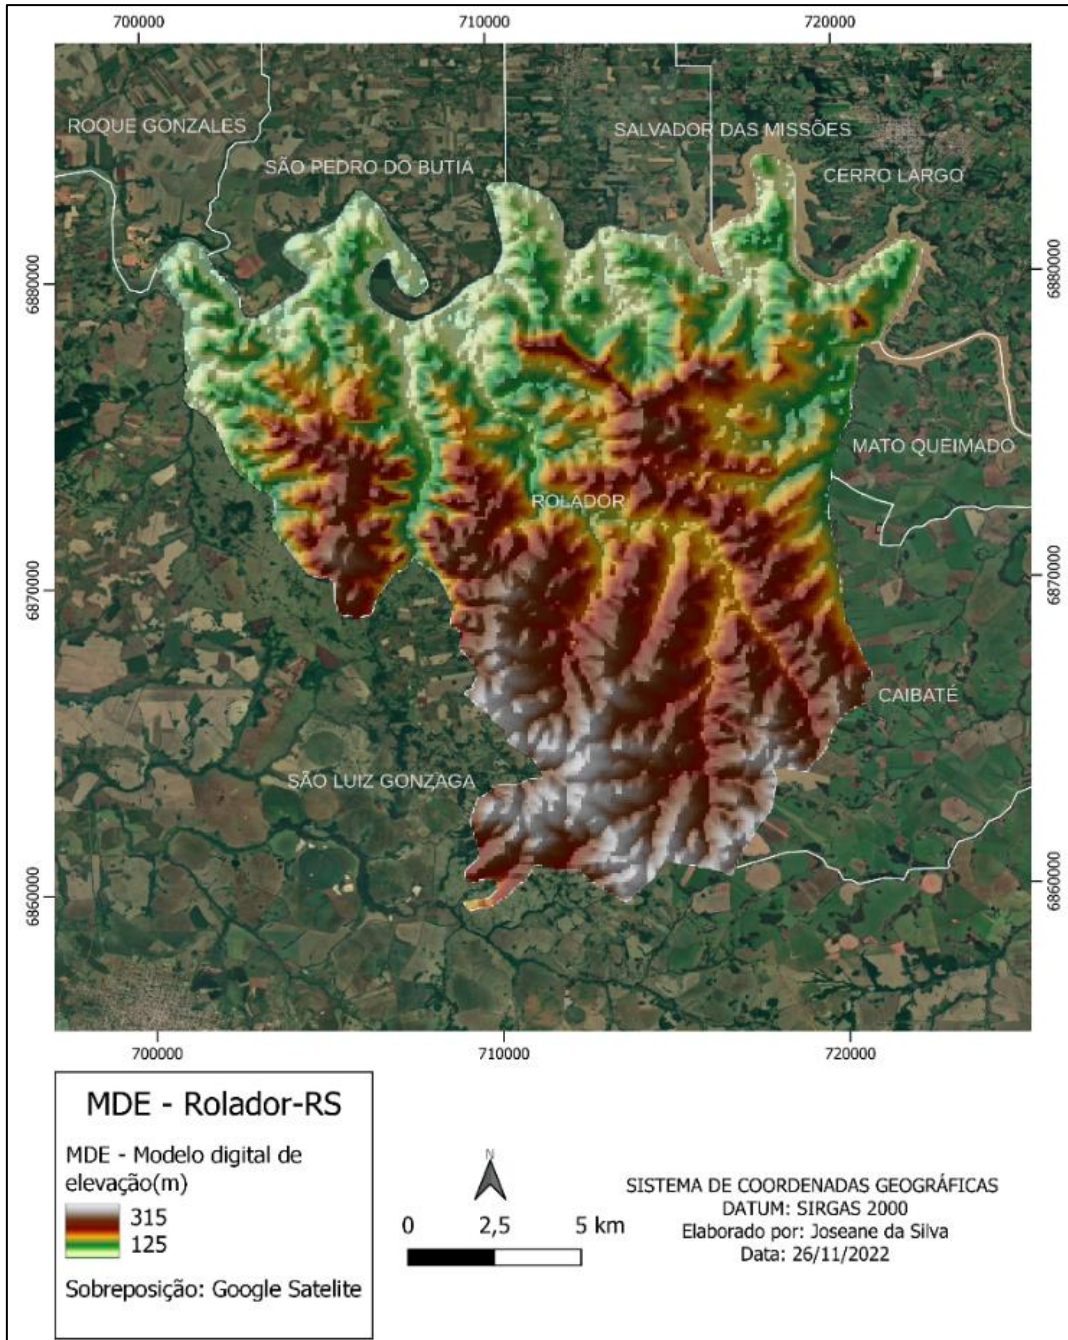 700000
710000
720000
ROQUE GONZALES
SALVADOR DAS MISSÕES
SÃO PEDRO DO BUTIA
CERRO LARGO
6880000
6880000
MATO QUEIMADO
ROLADOR
6870000
6870000
CAIBATÉ
SÃO LUIZ GONZAGA
6860000
6860000
700000
710000
720000
MDE - Rolador-RS
MDE - Modelo digital de
elevação(m)
315
125
Sobreposição: Google Satelite
N
0
2,5
5 km
SISTEMA DE COORDENADAS GEOGRÁFICAS
DATUM: SIRGAS 2000
Elaborado por: Joseane da Silva
Data: 26/11/2022